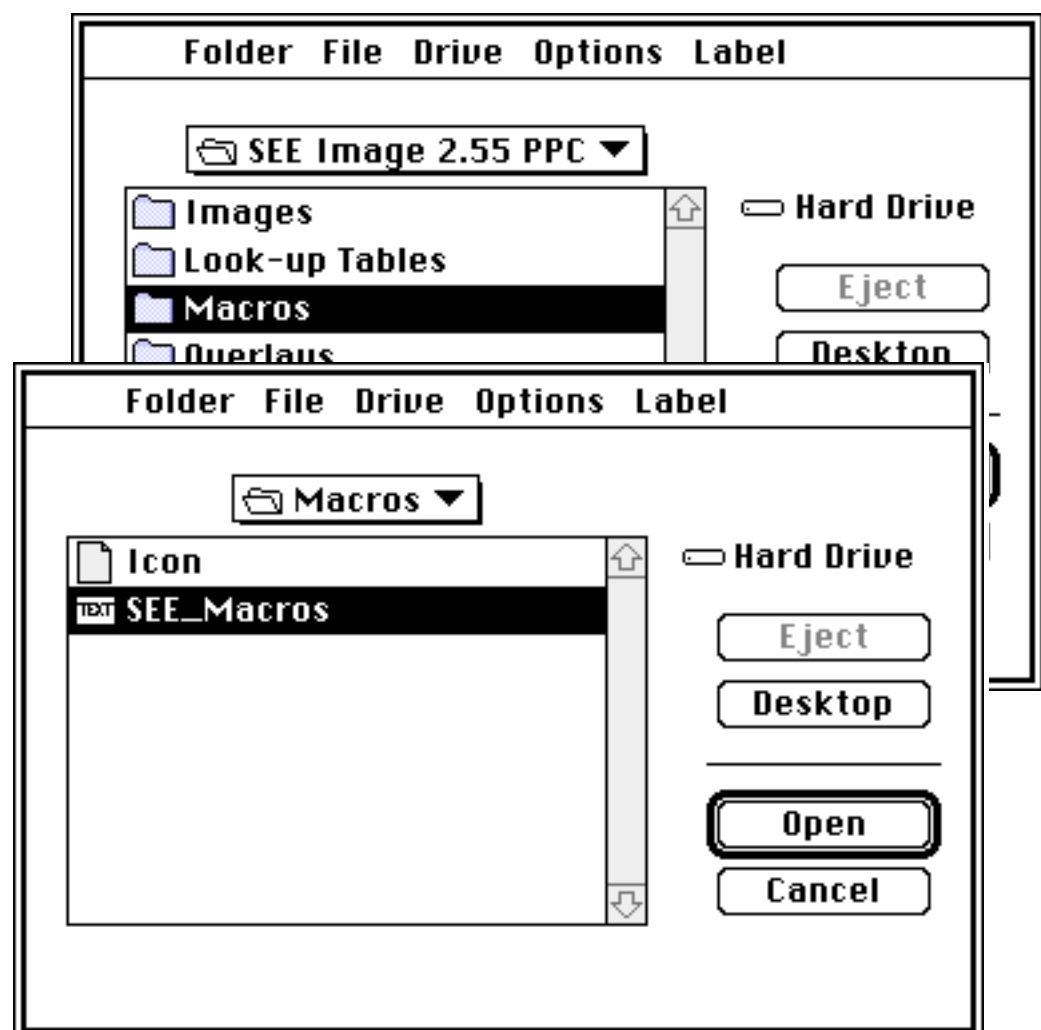 Folder File Drive Options Label
SEE Image 2.55 PPC
Images
Hard Drive
Look-up Tables
Eject
Macros
Overlays
Desktop
Folder File Drive Options Label
Macros
Icon
Hard Drive
TEXT SEE_Macros
Eject
Desktop
Open
Cancel